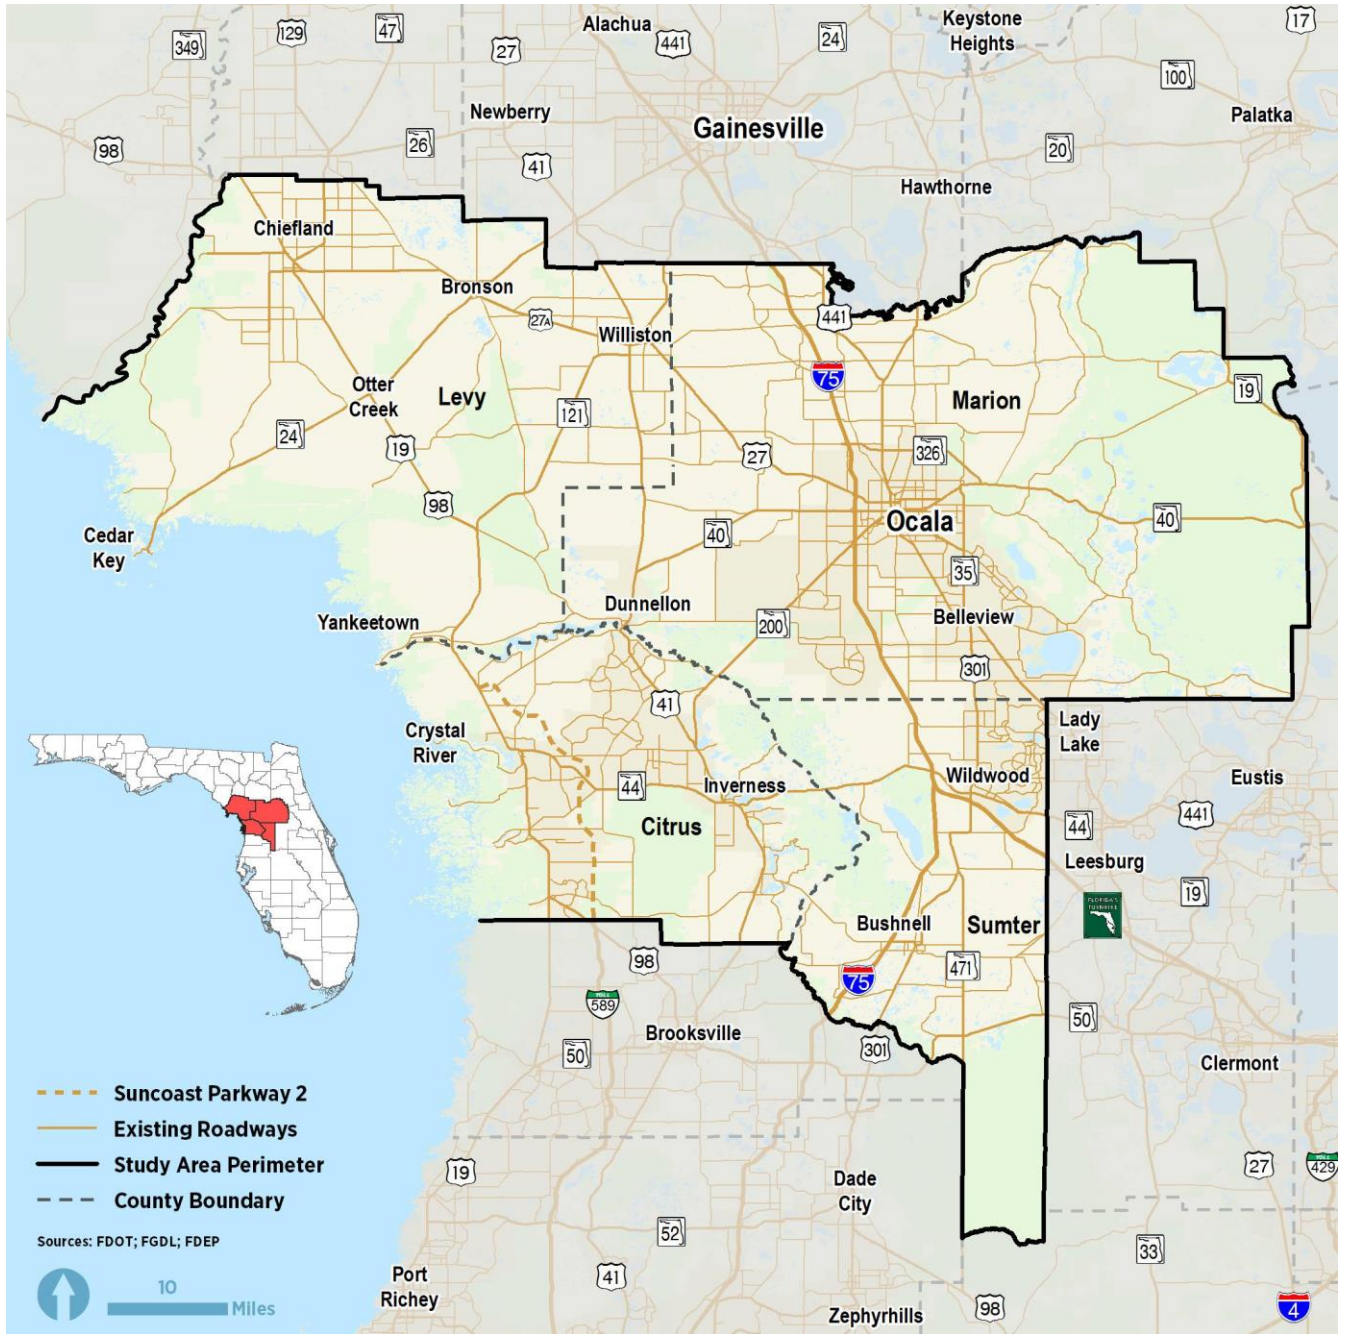 Alachua
Keystone
Heights
17
129
47
349
27
441
24
100
Newberry
Palatka
Gainesville
98
26
41
20
Hawthorne
Chiefland
Bronson
27A
Williston
441
75
Otter
Creek
Levy
Marion
19
121
24
19
27
326
98
Ocala
40
40
Cedar
Key
35
Dunnellon
Yankeetown
200
Belleview
301
41
Lady
Lake
Crystal
River
Wildwood
Eustis
44
Inverness
441
44
Citrus
Leesburg
19
FLORIDA'S
TURNPIKE
Bushnell
Sumter
98
471
75
TOLL
589
50
Brooksville
50
301
Clermont
Suncoast Parkway 2
Existing Roadways
Study Area Perimeter
County Boundary
19
27
TOLL
429
Dade
City
52
33
Sources: FDOT; FGDL; FDEP
10
Miles
Port
Richey
41
Zephyrhills
98
4